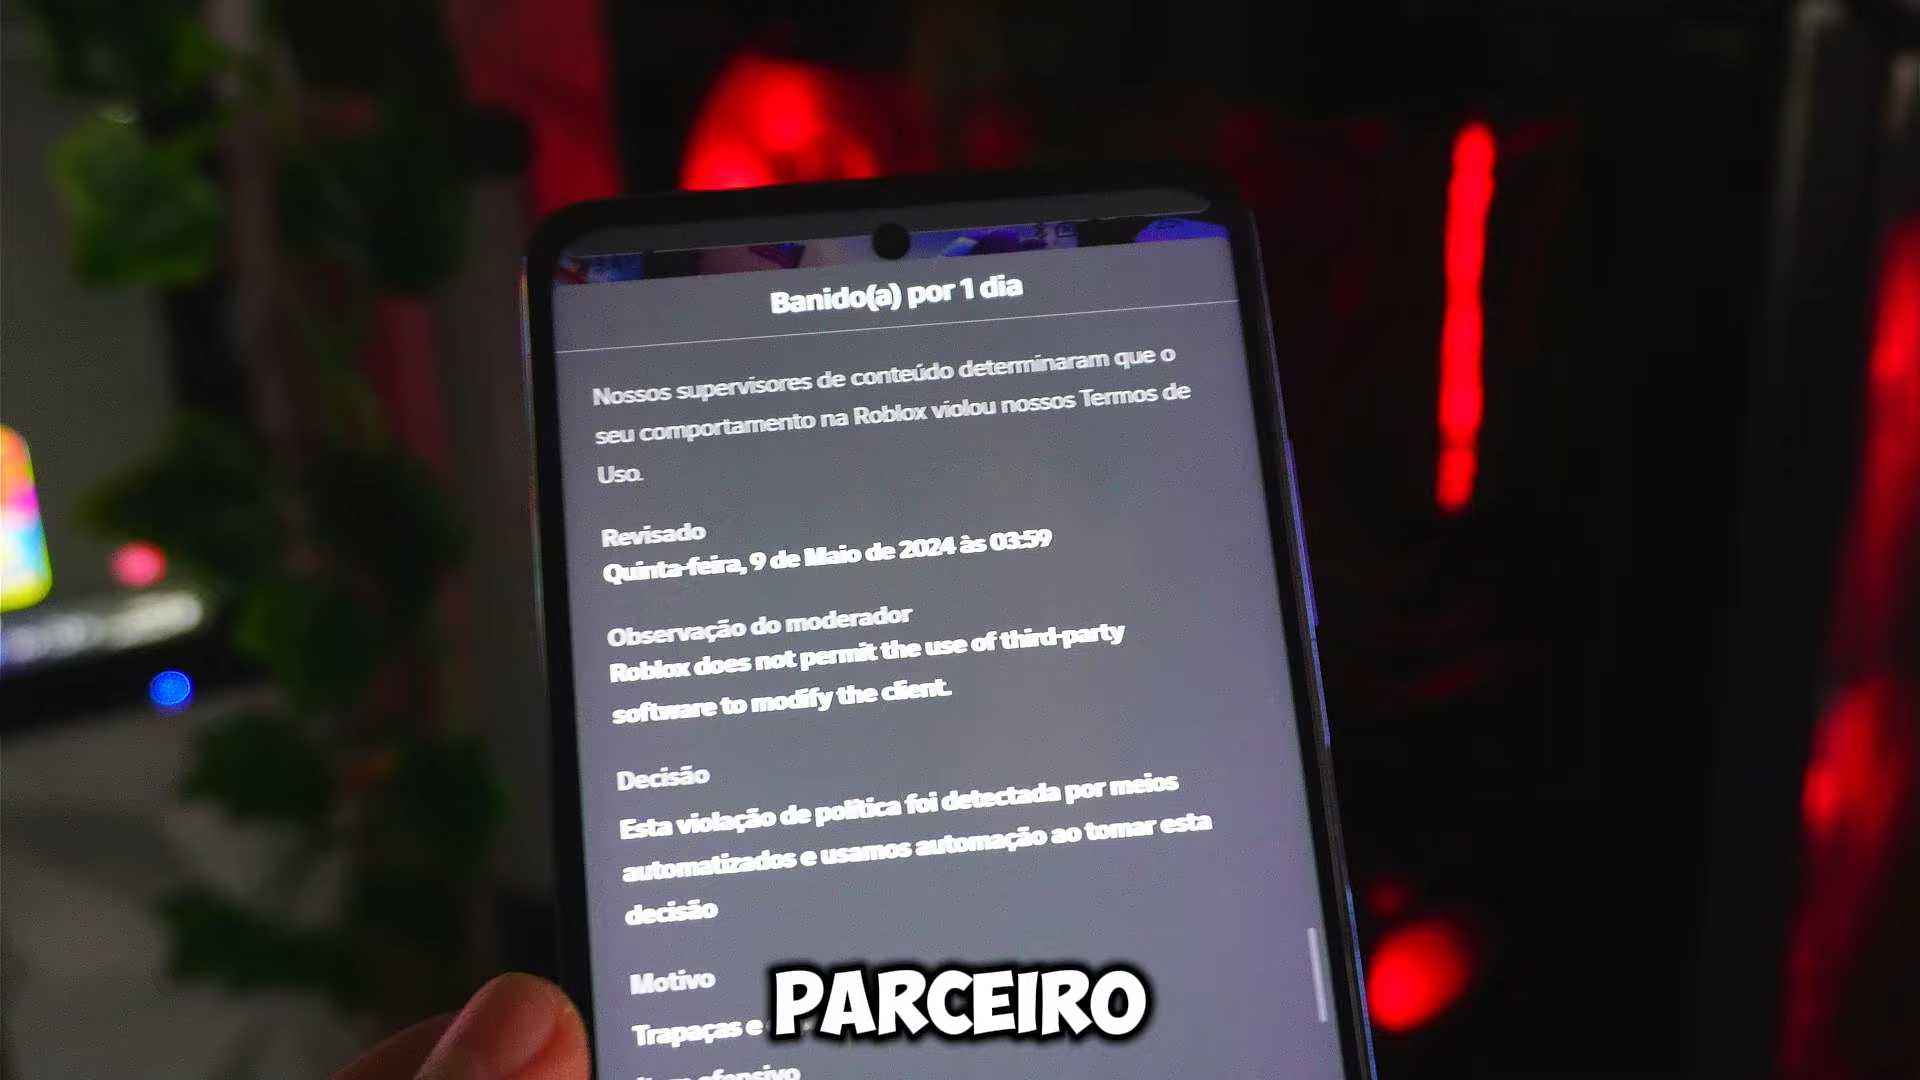 Banido(a) por 1 dia
Nossos supervisores de conteúdo determinaram que o
seu comportamento na Roblox violou nossos Termos de
Uso.
Revisado
Quinta-feira, 9 de Maio de 2024 às 03:59
Observação do moderador
Roblox does not permit the use of third-party
software to modify the client.
Decisão
Esta violação de política foi detectada por meios
automatizados e usamos automação ao tomar esta
decisão
Motivo
Trapaças e
ofensivo
PARCEIRO